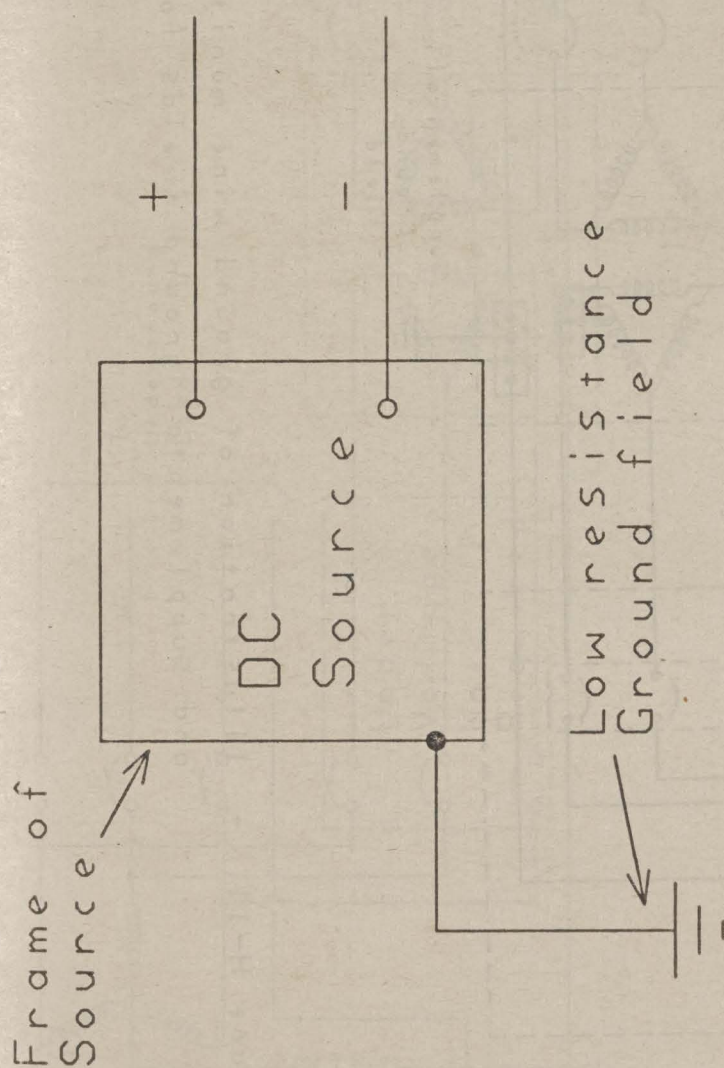 Frame of
Source
+
-
DC
Source
Low resistance
Ground field